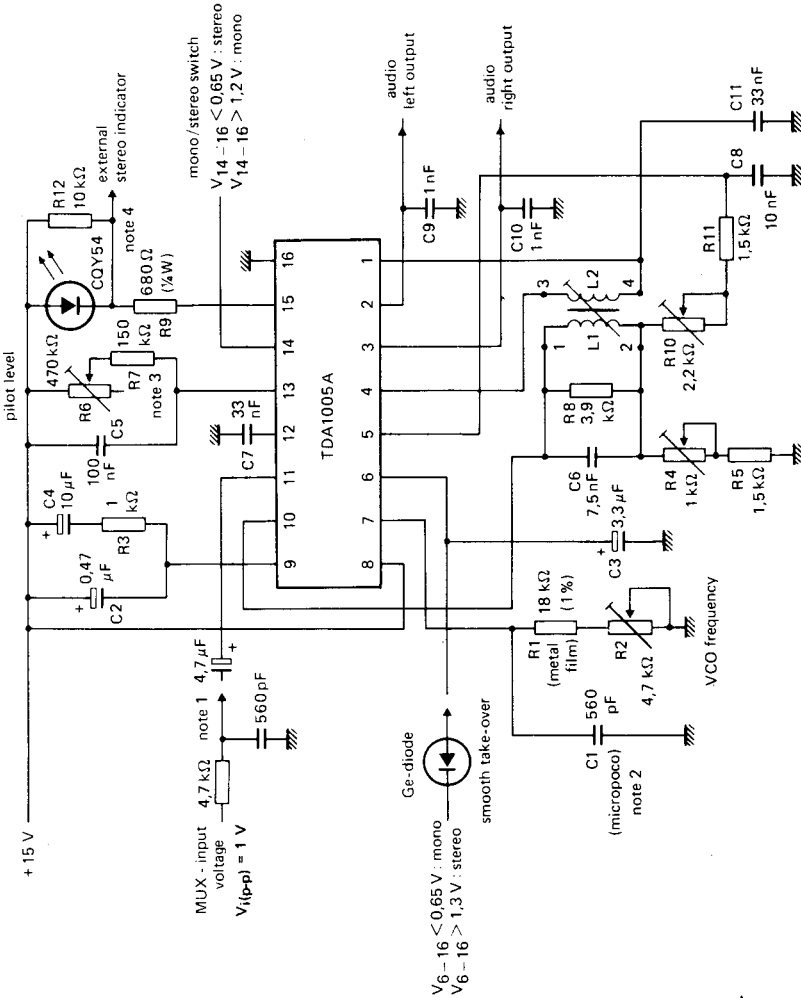 +15 V
MUX - input
voltage
Vi(p-p) = 1 V
4,7 kΩ
note 1
560 pF
4,7 µF
+
+
0,47
µF
C2
+
C4
10 µF
R3
1
kΩ
pilot level
100
nF
C5
470 kΩ
R6
R7
150
kΩ
note 3
CQY54
R12
10 kΩ
external
stereo indicator
note 4
680 Ω
(¼W)
R9
mono/stereo switch
V14-16 < 0,65 V : stereo
V14-16 > 1,2 V : mono
C7
33
nF
9
10
11
12
13
14
15
16
TDA1005A
8
7
6
5
4
3
2
1
audio
left output
C9
1 nF
audio
right output
C10
1 nF
V6-16 < 0,65 V : mono
V6-16 > 1,3 V : stereo
Ge-diode
smooth take-over
C1
560
pF
(micropoco)
note 2
R1
(metal
film)
18 kΩ
(1%)
R2
4,7 kΩ
VCO frequency
C3
+
3,3 µF
C6
7,5 nF
R8
3,9
kΩ
1
2
L1
L2
3
4
R4
1 kΩ
R5
1,5 kΩ
R10
2,2 kΩ
R11
1,5 kΩ
C8
10 nF
C11
33 nF